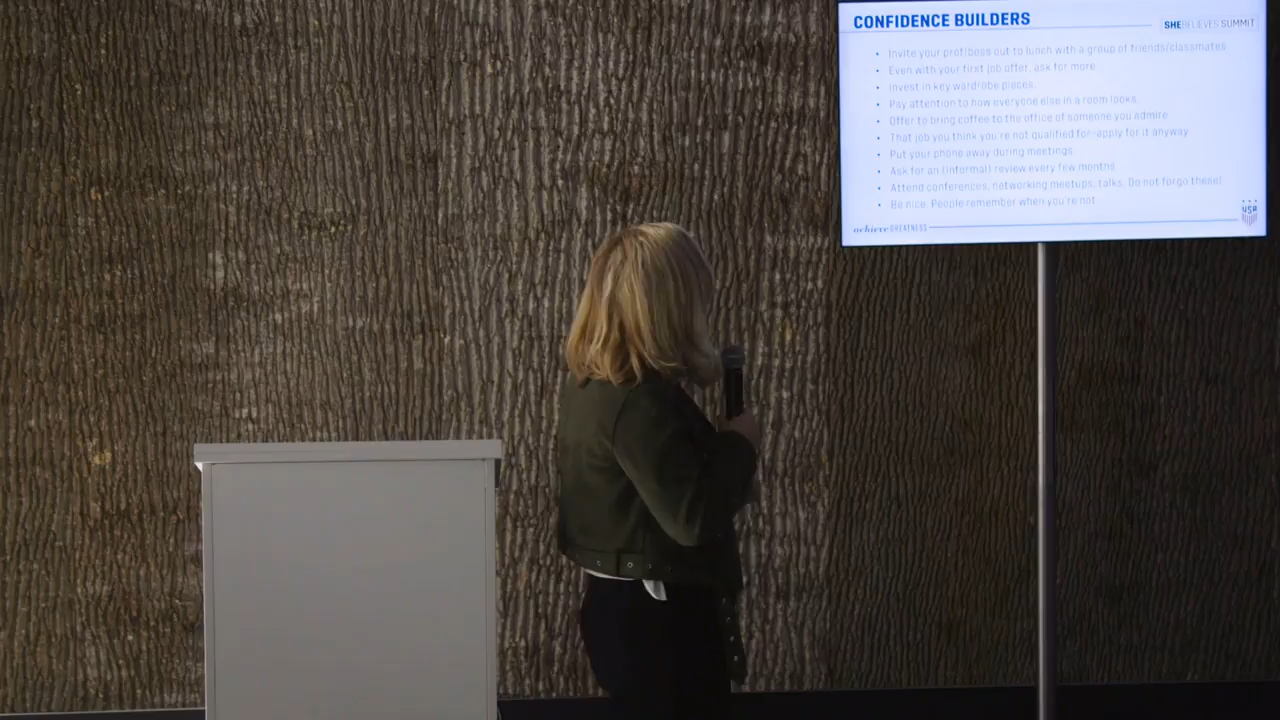 CONFIDENCE BUILDERS
SHEBELIEVES SUMMIT
• Invite your prof/boss out to lunch with a group of friends/classmates.
• Even with your first job offer, ask for more.
• Invest in key wardrobe pieces.
• Pay attention to how everyone else in a room looks.
• Offer to bring coffee to the office of someone you admire.
• That job you think you're not qualified for-apply for it anyway.
• Put your phone away during meetings.
• Ask for an (informal) review every few months.
• Attend conferences, networking meetups, talks. Do not forgo these!
• Be nice. People remember when you're not.
achieve GREATNESS
USA